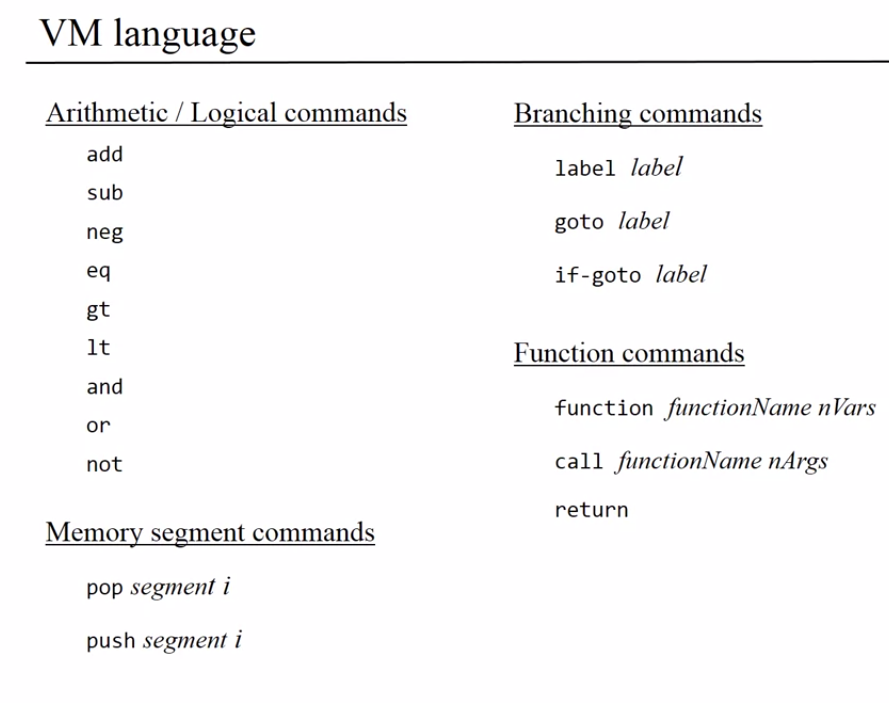 VM language
Arithmetic / Logical commands
add
sub
neg
eq
gt
lt
and
or
not
Memory segment commands
pop segment i
push segment i
Branching commands
label label
goto label
if-goto label
Function commands
function functionName nVars
call functionName nArgs
return